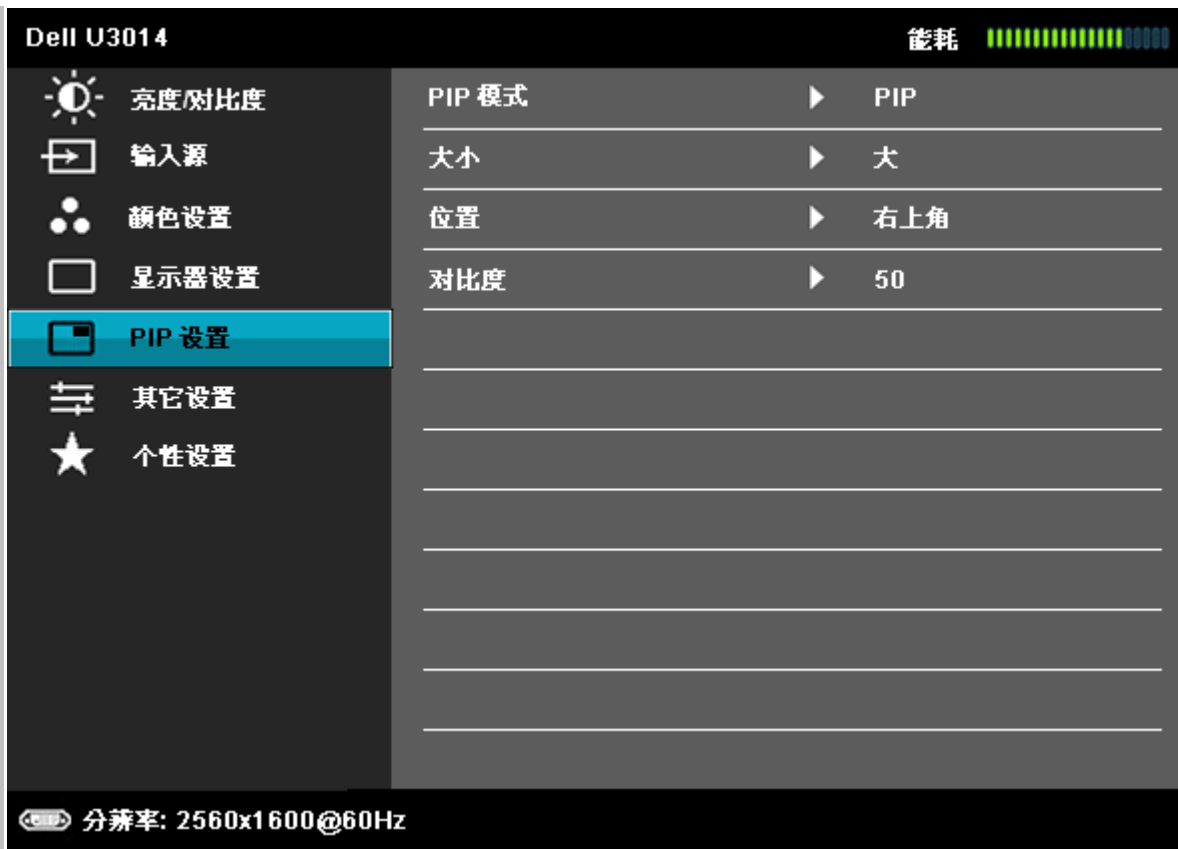 Dell U3014
能耗
亮度/对比度
输入源
颜色设置
显示器设置
PIP 设置
其它设置
个性设置
PIP 模式
PIP
大小
大
位置
右上角
对比度
50
分辨率: 2560x1600@60Hz